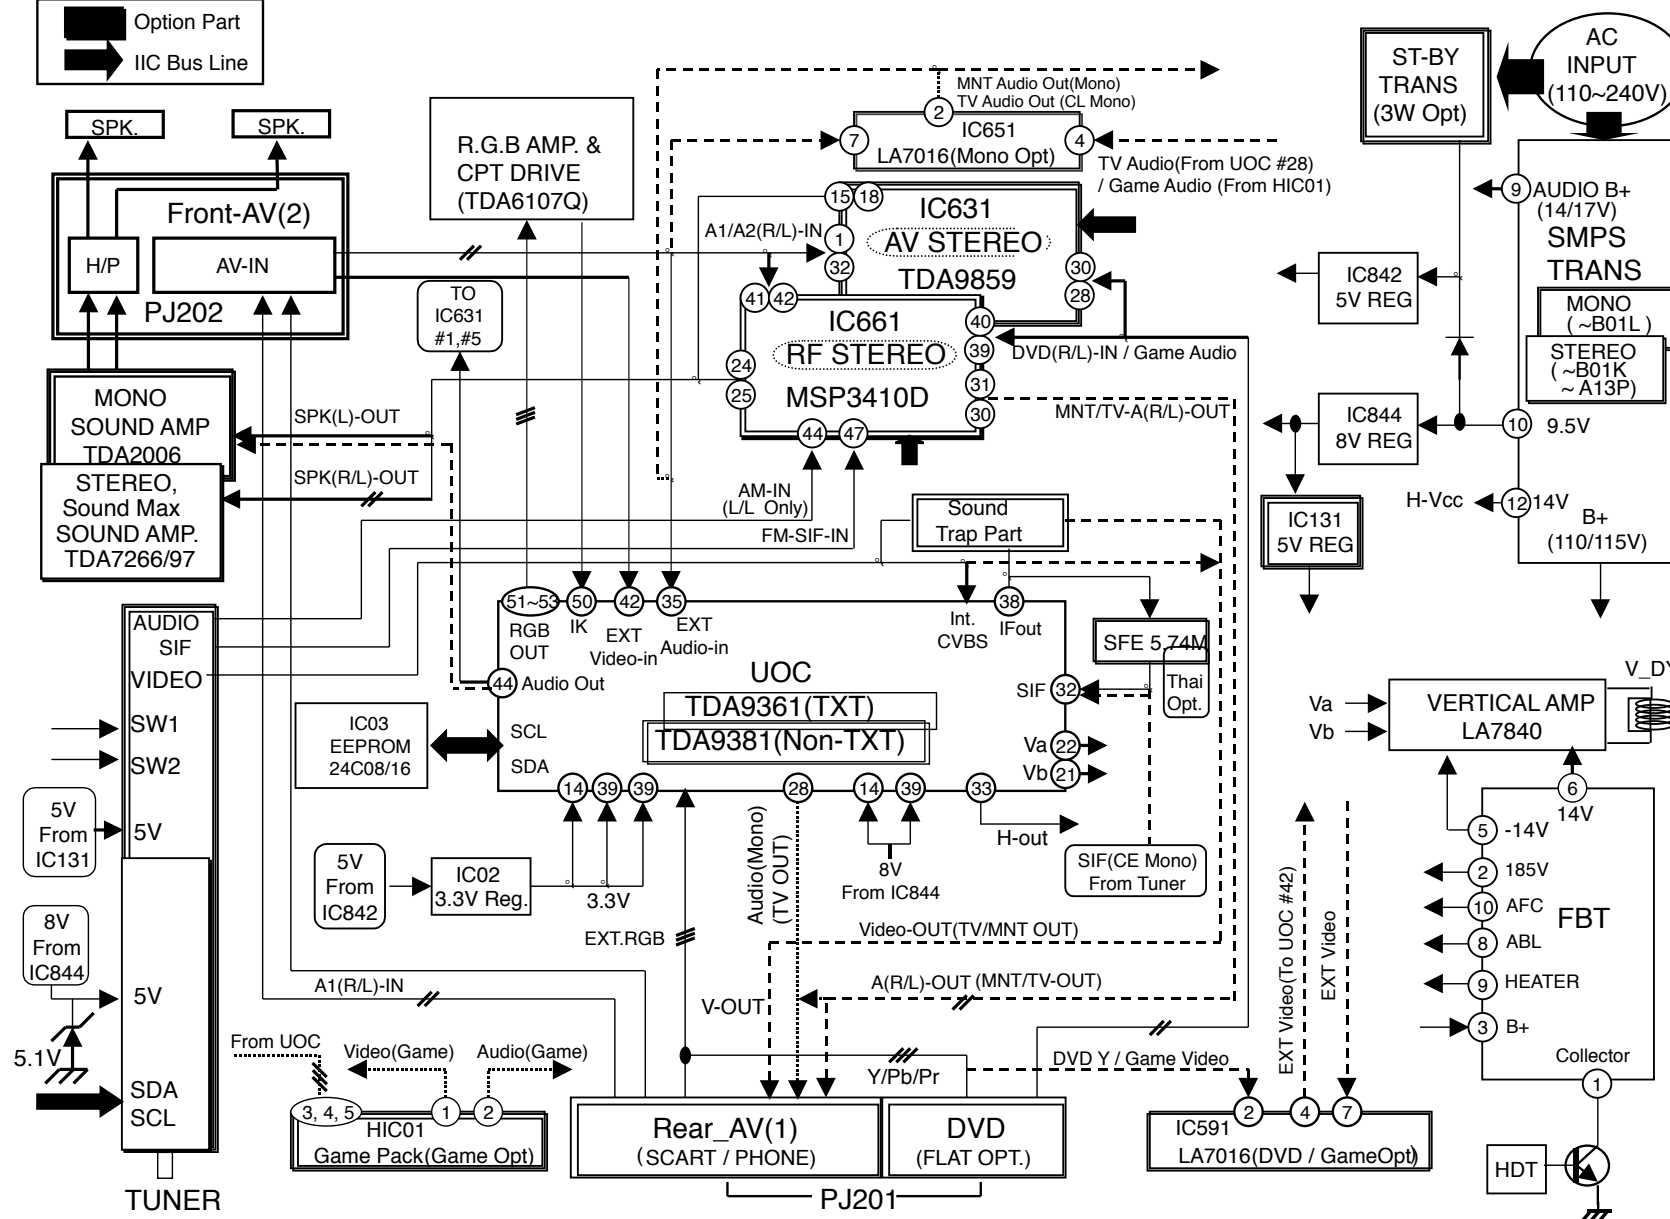 Option Part
IIC Bus Line
SPK.
SPK.
Front-AV(2)
H/P
AV-IN
PJ202
R.G.B AMP. &
CPT DRIVE
(TDA6107Q)
TO
IC631
#1,#5
MNT Audio Out(Mono)
TV Audio Out (CL Mono)
2
7
IC651
4
LA7016(Mono Opt)
TV Audio(From UOC #28)
/ Game Audio (From HIC01)
15
18
IC631
A1/A2(R/L)-IN
1
AV STEREO
32
TDA9859
30
28
41
42
IC661
40
RF STEREO
39
DVD(R/L)-IN / Game Audio
24
25
MSP3410D
31
30
MNT/TV-A(R/L)-OUT
44
47
ST-BY
TRANS
(3W Opt)
AC
INPUT
(110~240V)
9
AUDIO B+
(14/17V)
SMPS
TRANS
MONO
( ~B01L )
STEREO
( ~B01K
~ A13P)
IC842
5V REG
IC844
8V REG
10
9.5V
H-Vcc
12
14V
B+
(110/115V)
IC131
5V REG
MONO
SOUND AMP
TDA2006
STEREO,
Sound Max
SOUND AMP.
TDA7266/97
SPK(L)-OUT
SPK(R/L)-OUT
AM-IN
(L/L Only)
FM-SIF-IN
Sound
Trap Part
AUDIO
SIF
VIDEO
SW1
SW2
5V
From
IC131
5V
8V
From
IC844
5V
5.1V
SDA
SCL
TUNER
51~53
50
42
35
38
RGB
OUT
IK
EXT
Video-in
EXT
Audio-in
Int.
CVBS
IFout
44
Audio Out
UOC
TDA9361(TXT)
TDA9381(Non-TXT)
SIF
32
SFE 5.74M
Thai
Opt.
IC03
EEPROM
24C08/16
SCL
SDA
Va
22
Vb
21
14
39
39
28
14
39
33
H-out
5V
From
IC842
IC02
3.3V Reg.
3.3V
8V
From IC844
SIF(CE Mono)
From Tuner
Audio(Mono)
(TV OUT)
EXT.RGB
Video-OUT(TV/MNT OUT)
A1(R/L)-IN
V-OUT
A(R/L)-OUT (MNT/TV-OUT)
EXT Video(To UOC #42)
EXT Video
From UOC
Video(Game)
Audio(Game)
Y/Pb/Pr
DVD Y / Game Video
3, 4, 5
1
2
HIC01
Game Pack(Game Opt)
Rear_AV(1)
(SCART / PHONE)
DVD
(FLAT OPT.)
PJ201
2
4
7
IC591
LA7016(DVD / GameOpt)
V_DY
Va
Vb
VERTICAL AMP
LA7840
6
14V
5
-14V
2
185V
10
AFC
FBT
8
ABL
9
HEATER
3
B+
Collector
1
HDT